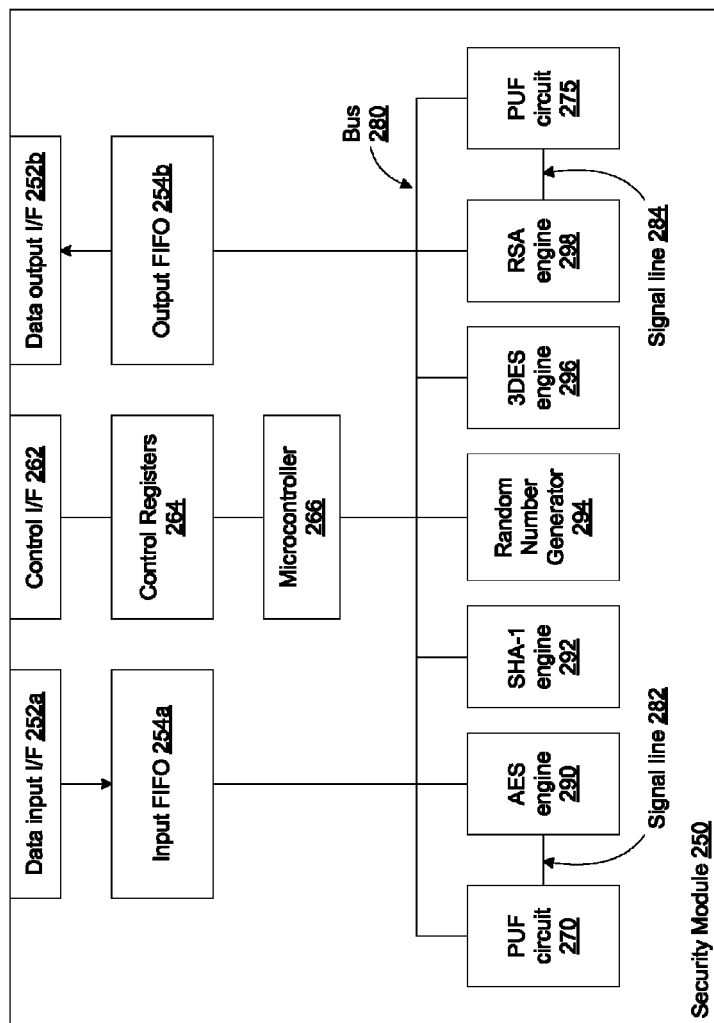 Data input I/F 252a
Control I/F 262
Data output I/F 252b
Input FIFO 254a
Control Registers
264
Output FIFO 254b
Microcontroller
266
Bus
280
PUF
circuit
270
AES
engine
290
SHA-1
engine
292
Random
Number
Generator
294
3DES
engine
296
RSA
engine
298
PUF
circuit
275
Signal line 282
Signal line 284
Security Module 250